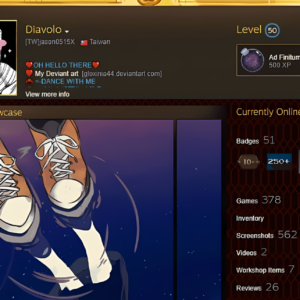 Diavolo
[TW]jason0515X Taiwan
OH HELLO THERE
My Deviant art (gloxinia44.deviantart.com)
DANCE WITH ME
View more info
Level 50
Ad Finitum
500 XP
wcase
Currently Online
Badges 51
10+
250+
Games 378
Inventory
Screenshots 562
Videos 2
Workshop Items 7
Reviews 26